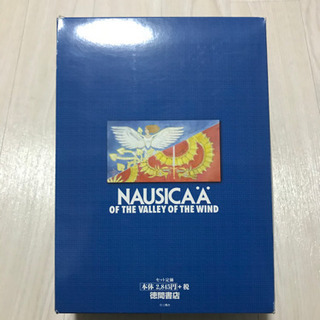 NAUSICAÄ
OF THE VALLEY OF THE WIND
セット定価
本体 2,845円+税
徳間書店